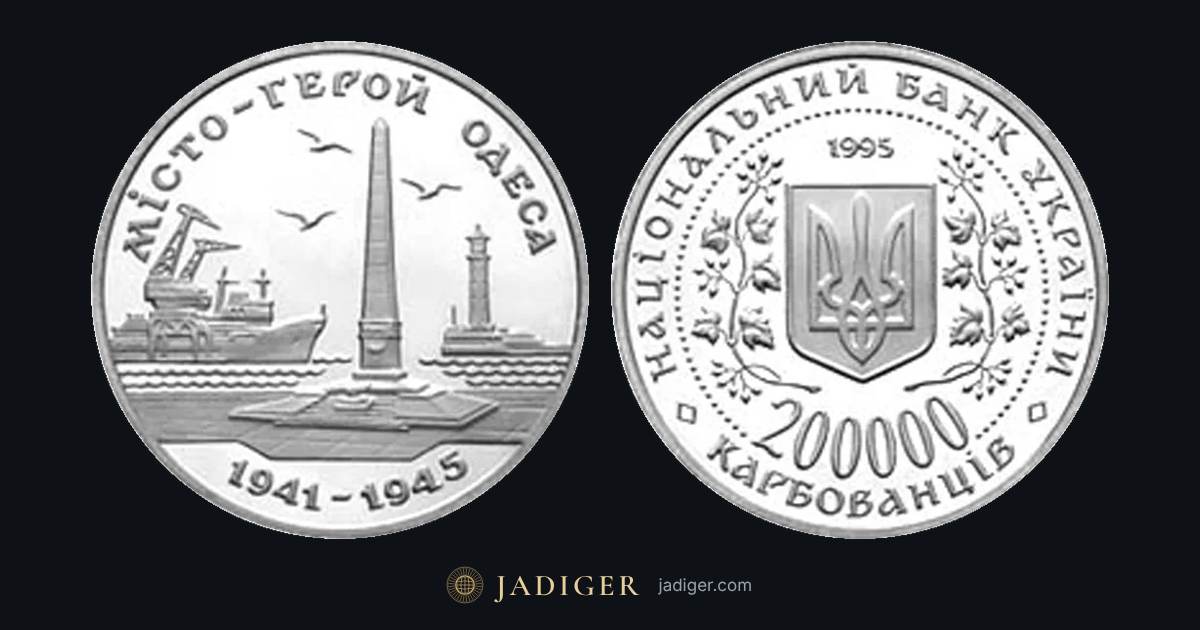 МІСТО-ГЕРОЙ ОДЕСА
1941-1945
НАЦІОНАЛЬНИЙ БАНК УКРАЇНИ
1995
200000
КАРБОВАНЦІВ
JADIGER
jadiger.com